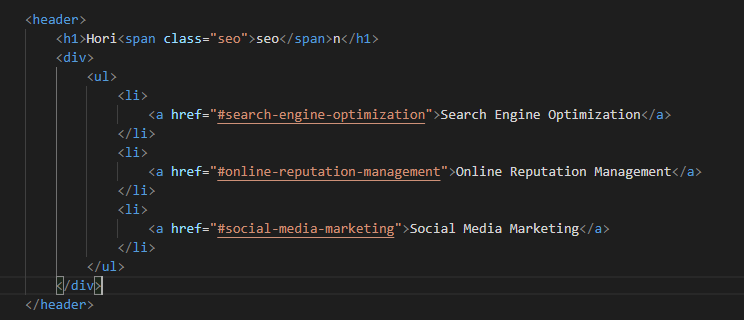 <header>
    <h1>Hori<span class="seo">seo</span>n</h1>
    <div>
        <ul>
            <li>
                <a href="#search-engine-optimization">Search Engine Optimization</a>
            </li>
            <li>
                <a href="#online-reputation-management">Online Reputation Management</a>
            </li>
            <li>
                <a href="#social-media-marketing">Social Media Marketing</a>
            </li>
        </ul>
    </div>
</header>